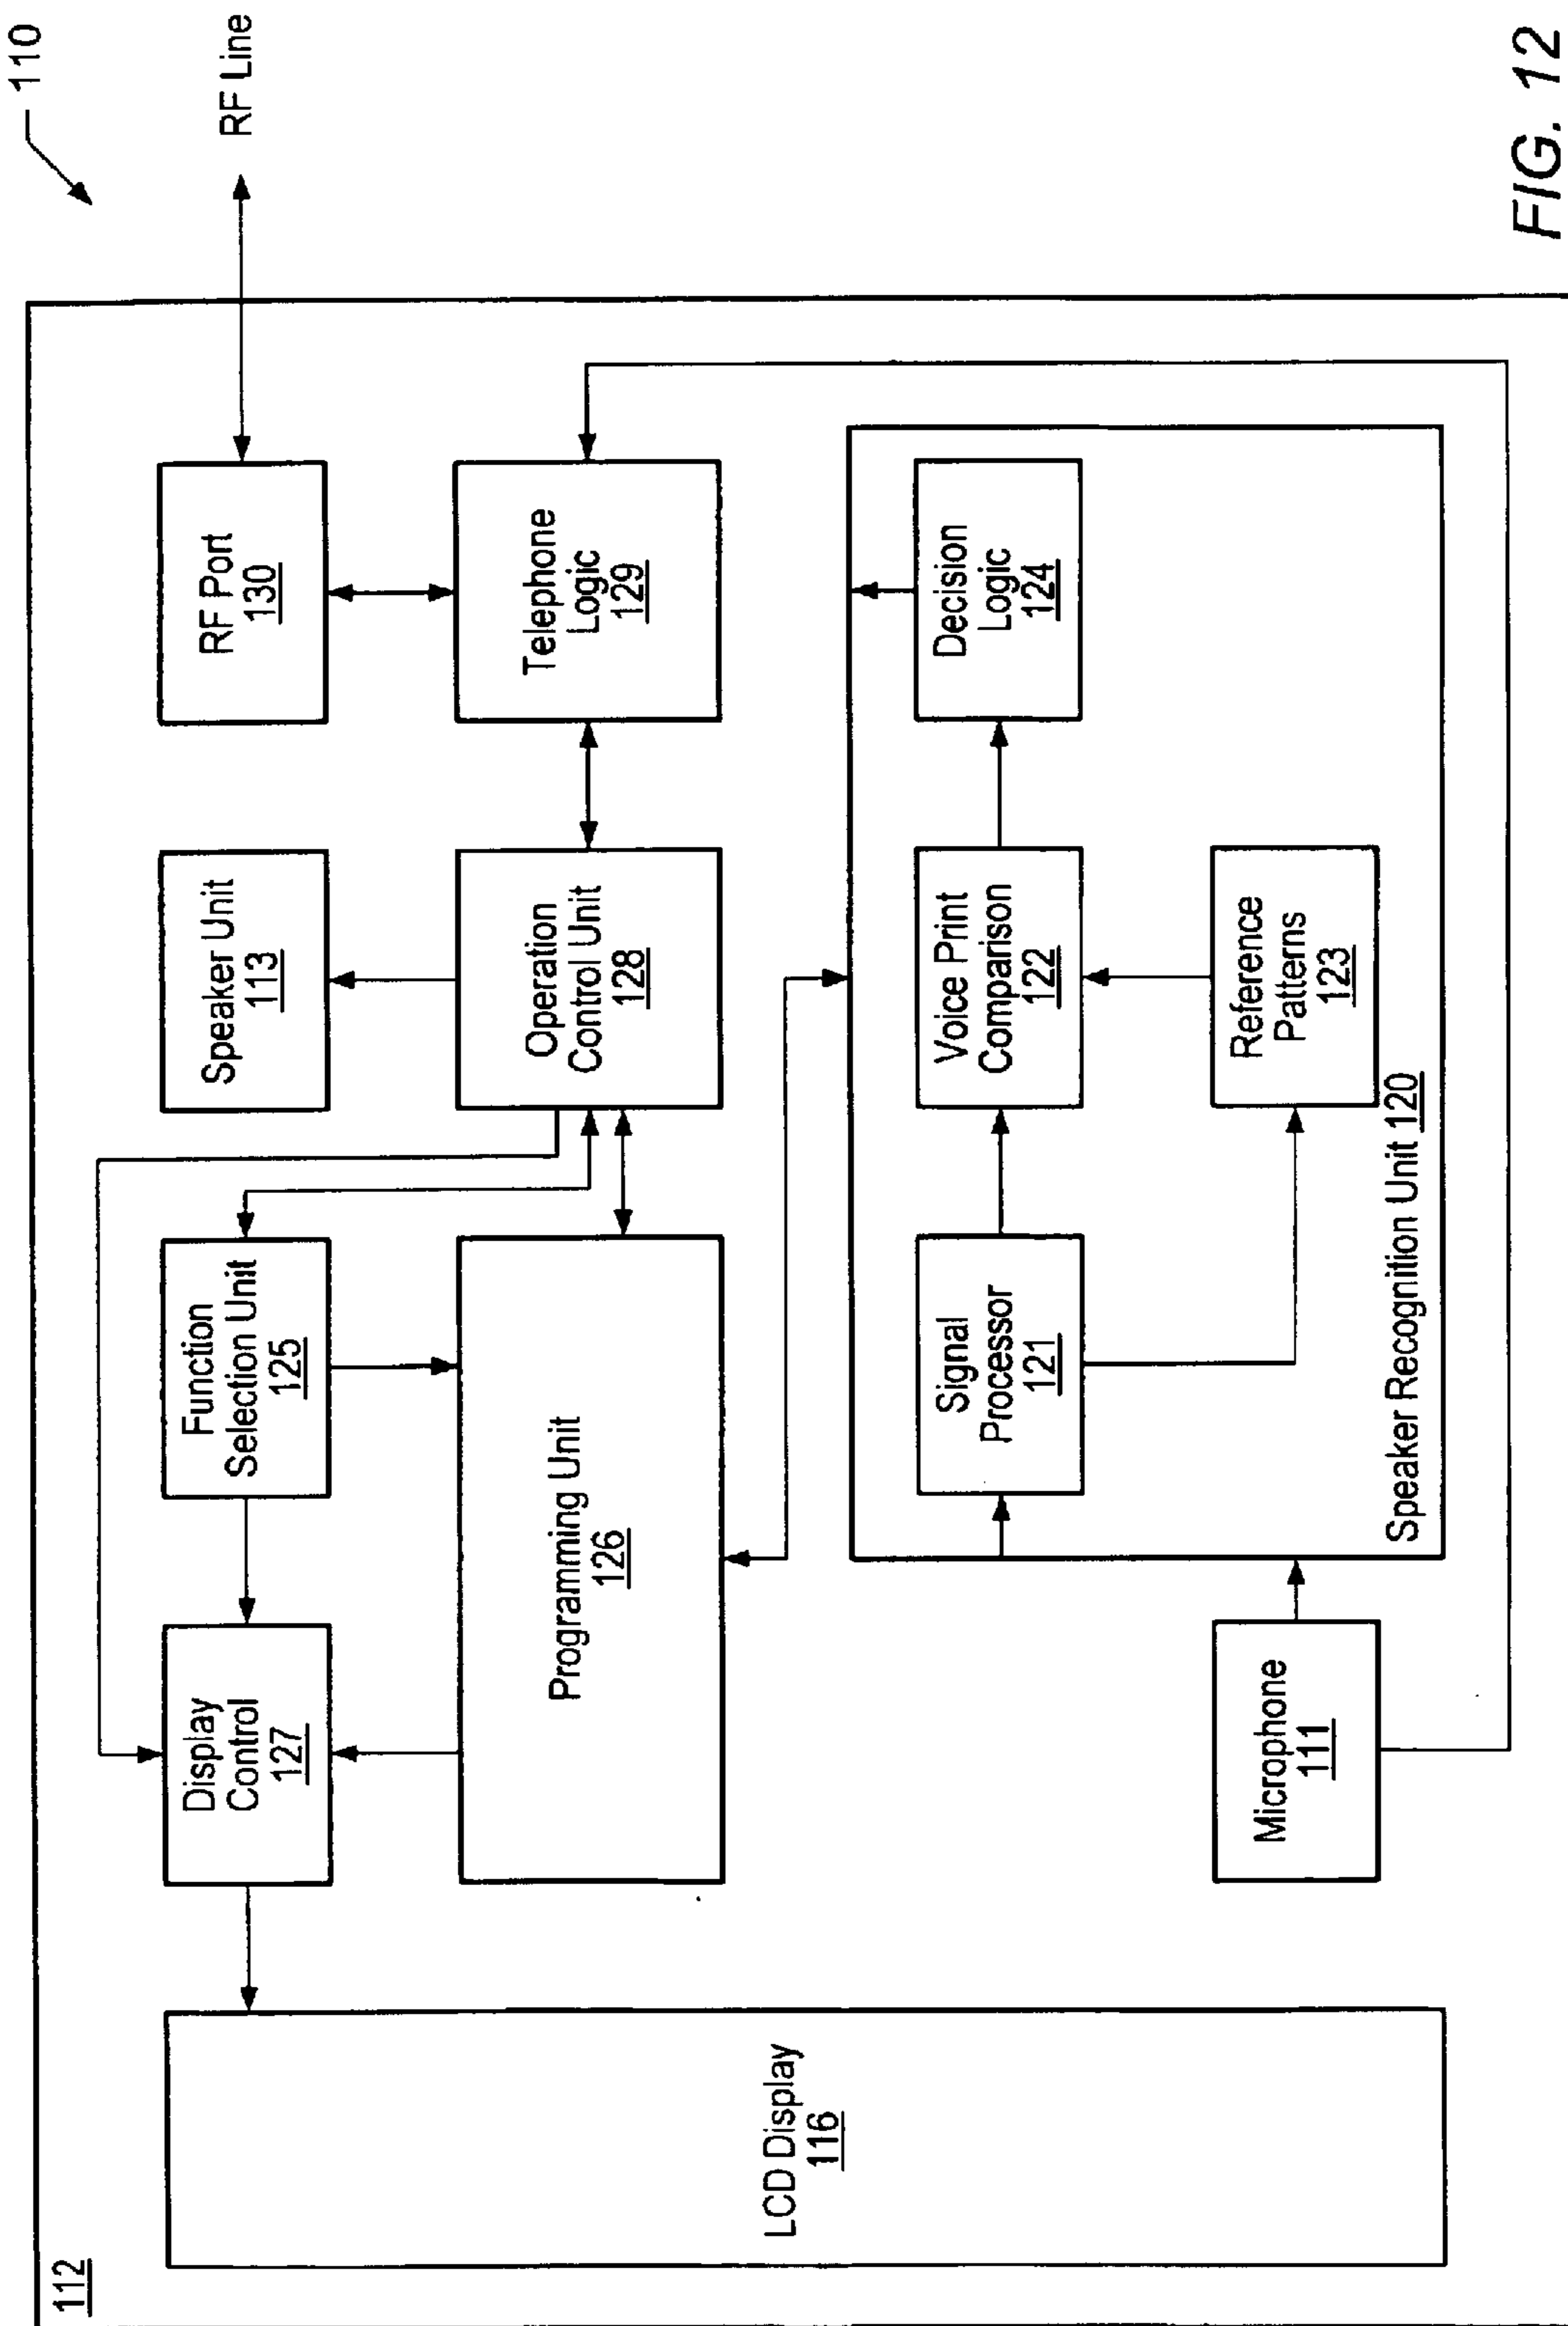 110
RF Line
112
LCD Display
116
Display
Control
127
Function
Selection Unit
125
Speaker Unit
113
RF Port
130
Programming Unit
126
Operation
Control Unit
128
Telephone
Logic
129
Microphone
111
Signal
Processor
121
Voice Print
Comparison
122
Decision
Logic
124
Reference
Patterns
123
Speaker Recognition Unit 120
FIG. 12